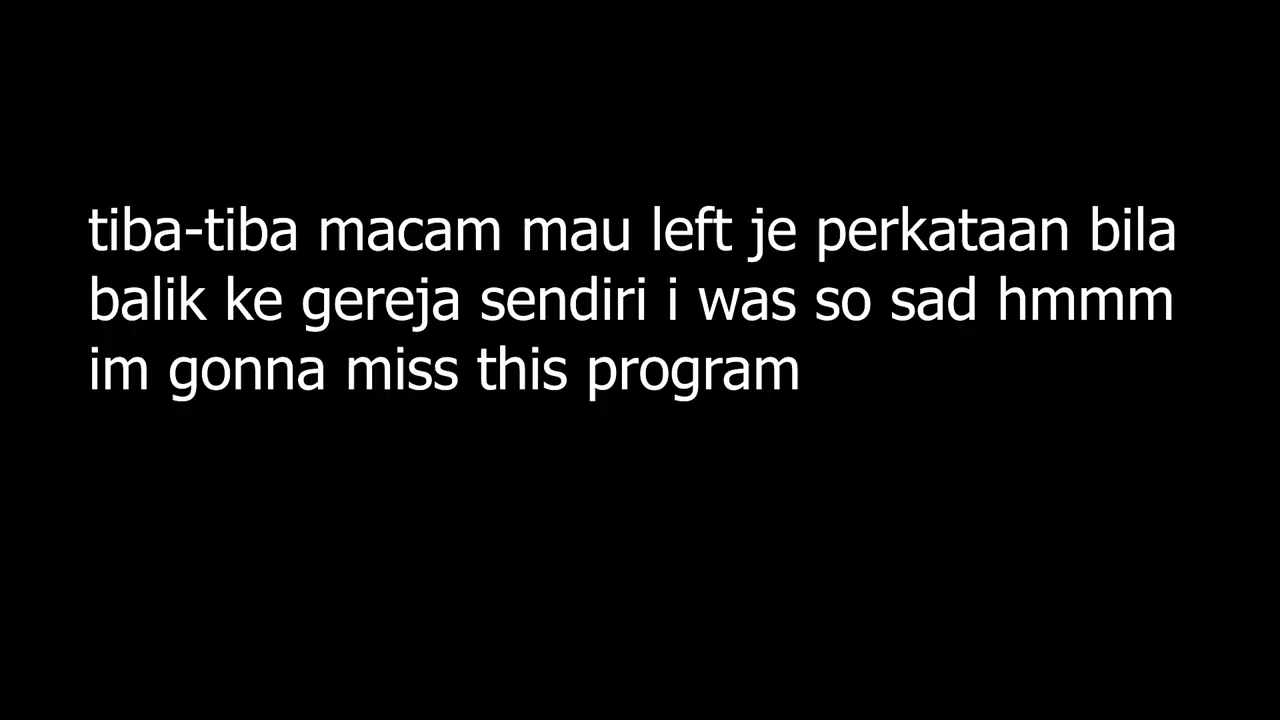 tiba-tiba macam mau left je perkataan bila
balik ke gereja sendiri i was so sad hmmm
im gonna miss this program